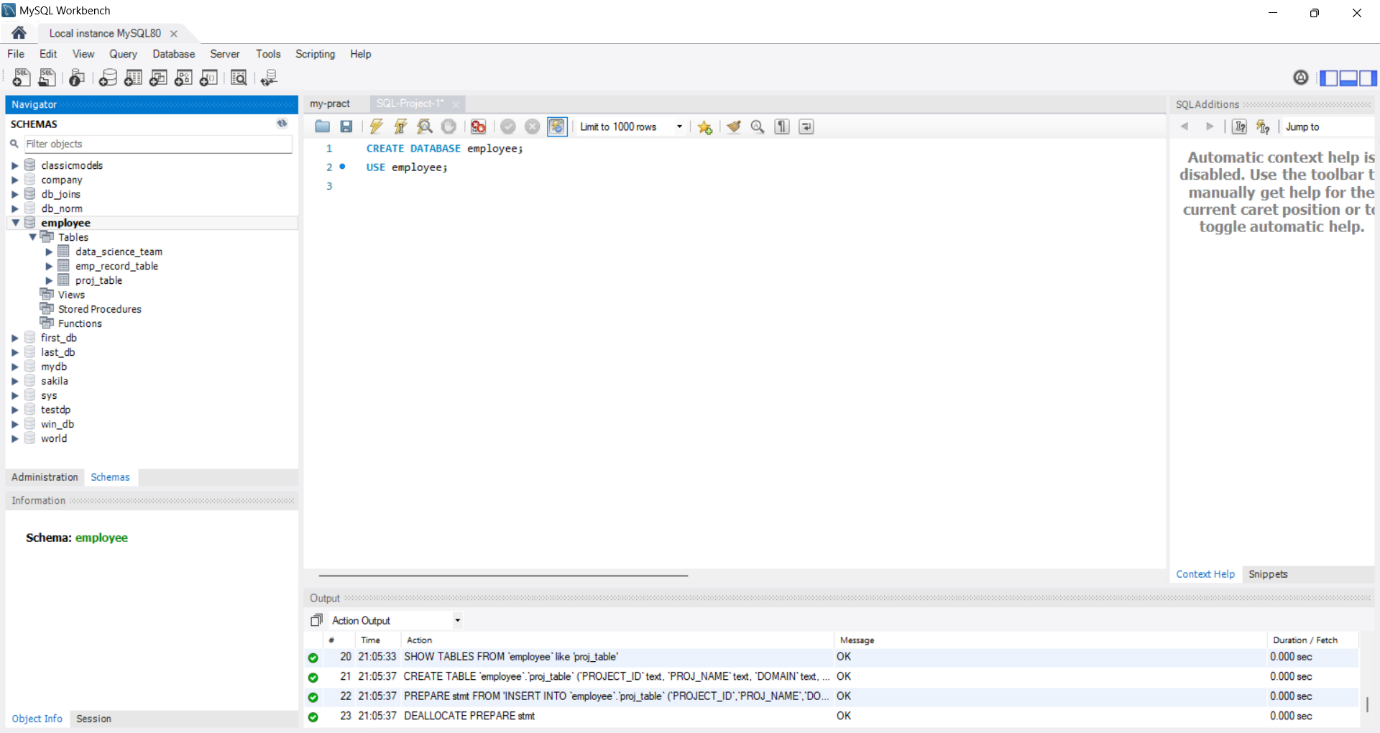 MySQL Workbench
Local instance MySQL80
File Edit View Query Database Server Tools Scripting Help
Navigator
SCHEMAS
Filter objects
classicmodels
company
db_joins
db_norm
employee
Tables
data_science_team
emp_record_table
proj_table
Views
Stored Procedures
Functions
first_db
last_db
mydb
sakila
sys
testdp
win_db
world
Administration Schemas
Information
Schema: employee
Object Info Session
my-pract SQL-Project-1*
Limit to 1000 rows
1 CREATE DATABASE employee;
2 USE employee;
3
SQLAdditions
Jump to
Automatic context help is
disabled. Use the toolbar t
manually get help for the
current caret position or to
toggle automatic help.
Context Help Snippets
Output
Action Output
# Time Action Message Duration / Fetch
20 21:05:33 SHOW TABLES FROM `employee` like 'proj_table' OK 0.000 sec
21 21:05:37 CREATE TABLE `employee`.`proj_table` (`PROJECT_ID` text, `PROJ_NAME` text, `DOMAIN` text, ... OK 0.000 sec
22 21:05:37 PREPARE stmt FROM 'INSERT INTO `employee`.`proj_table` (`PROJECT_ID`,`PROJ_NAME`,`DO... OK 0.000 sec
23 21:05:37 DEALLOCATE PREPARE stmt OK 0.000 sec